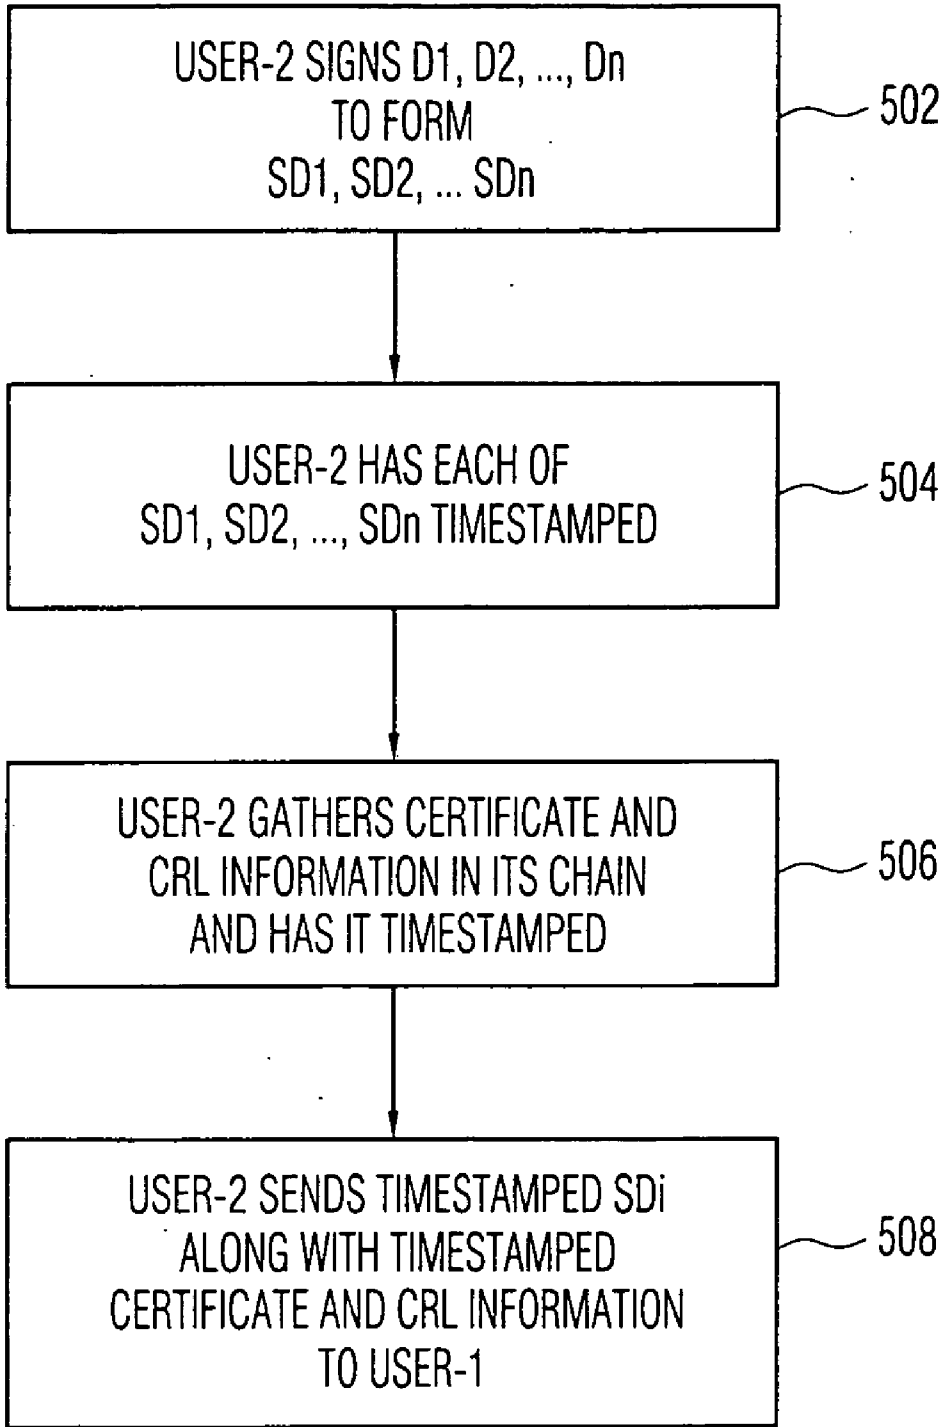 USER-2 SIGNS D1, D2, ..., Dn
TO FORM
SD1, SD2, ... SDn
502
USER-2 HAS EACH OF
SD1, SD2, ..., SDn TIMESTAMPED
504
USER-2 GATHERS CERTIFICATE AND
CRL INFORMATION IN ITS CHAIN
AND HAS IT TIMESTAMPED
506
USER-2 SENDS TIMESTAMPED SDi
ALONG WITH TIMESTAMPED
CERTIFICATE AND CRL INFORMATION
TO USER-1
508